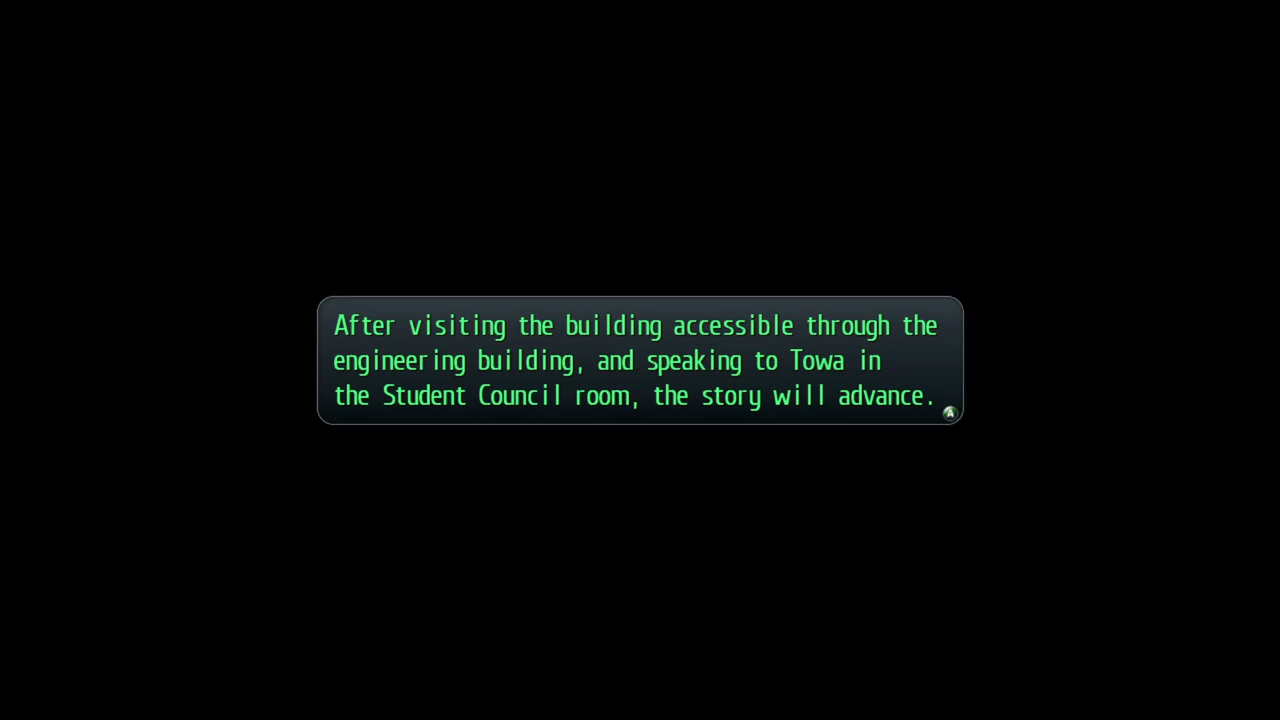 After visiting the building accessible through the
engineering building, and speaking to Towa in
the Student Council room, the story will advance.
A